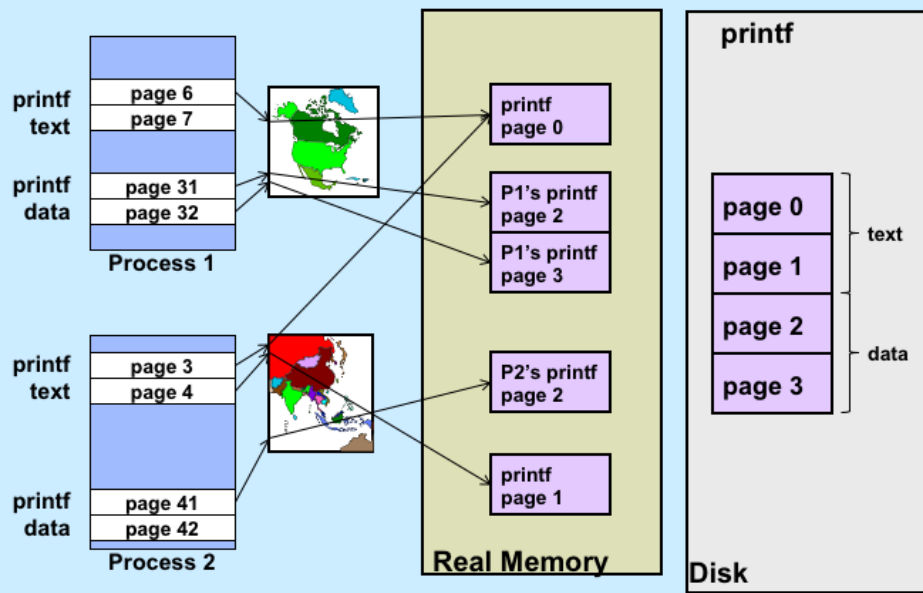 printf
text
page 6
page 7
printf
data
page 31
page 32
Process 1
printf
text
page 3
page 4
printf
data
page 41
page 42
Process 2
printf
page 0
P1's printf
page 2
P1's printf
page 3
P2's printf
page 2
printf
page 1
Real Memory
printf
page 0
page 1
text
page 2
page 3
data
Disk